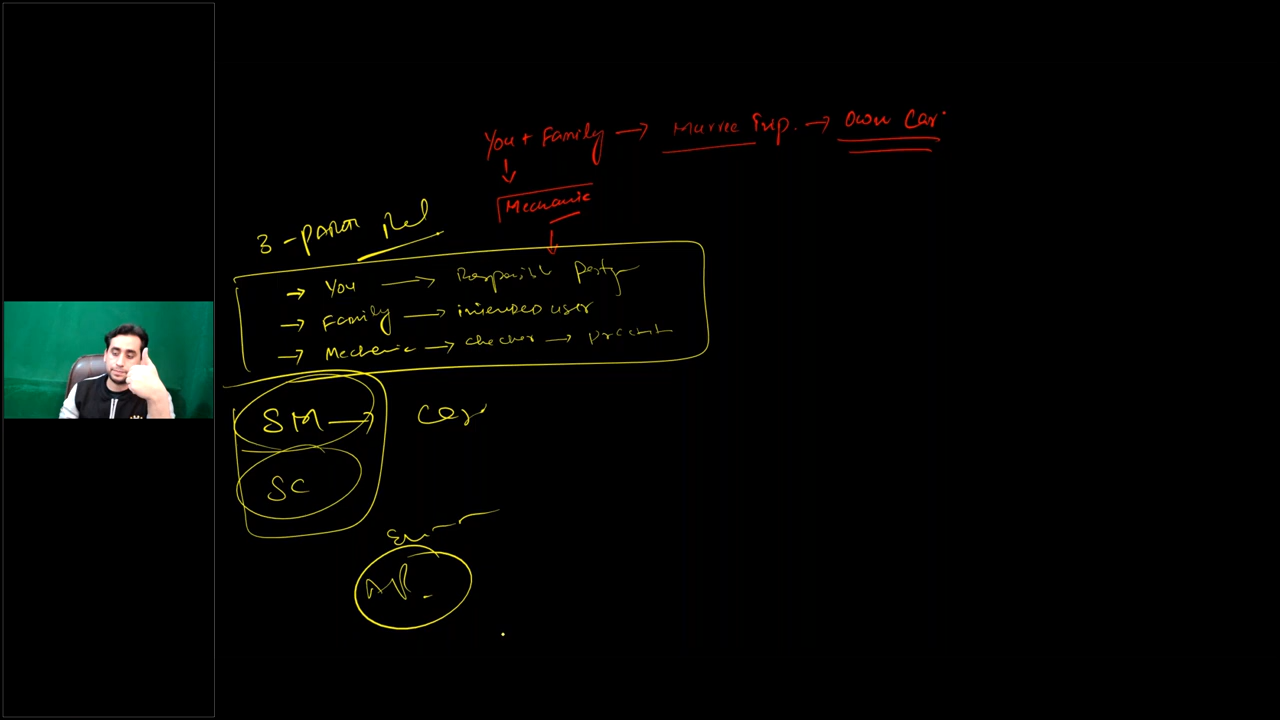 You + Family → Murree Trip. → Own Car.
↓
Mechanic
↓
3 - Party Rel
→ You → Responsible party
→ Family → intended user
→ Mechanic → checker →
SM → Car
SC